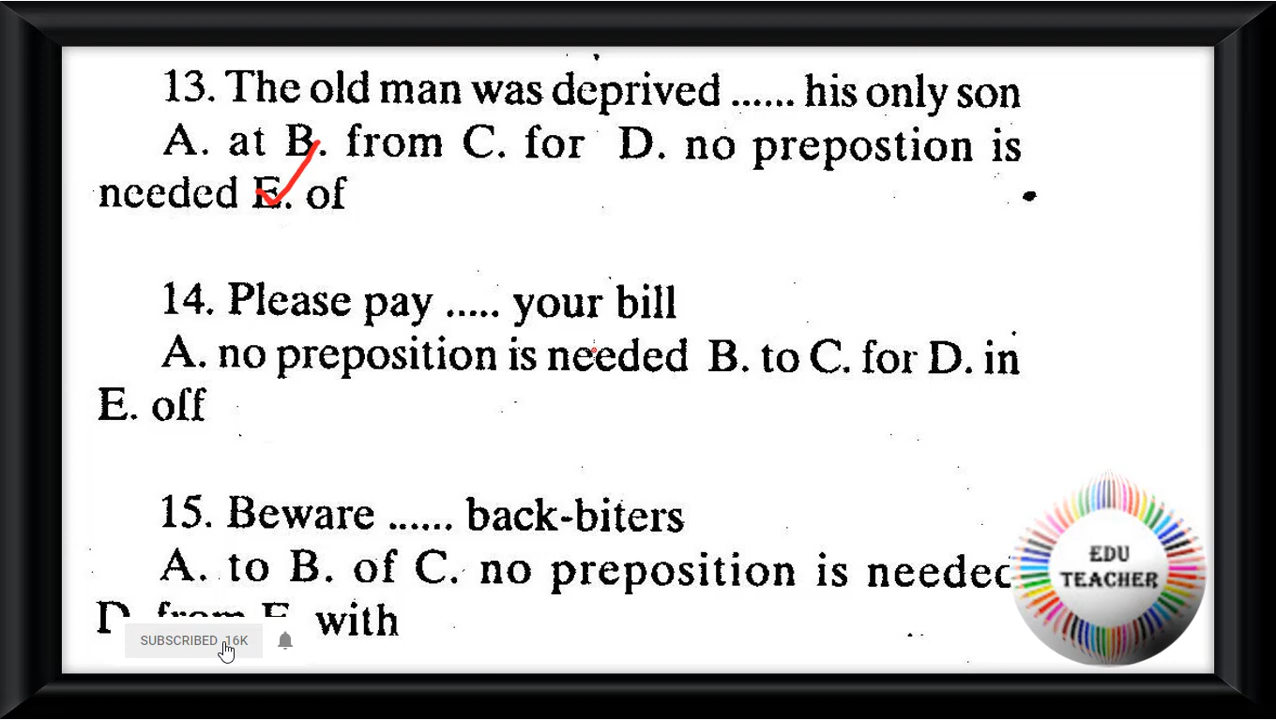 13. The old man was deprived ...... his only son
A. at B. from C. for D. no prepostion is
needed E. of
14. Please pay ..... your bill
A. no preposition is needed B. to C. for D. in
E. off
15. Beware ...... back-biters
A. to B. of C. no preposition is needed
D. from E. with
SUBSCRIBED 16K
EDU
TEACHER